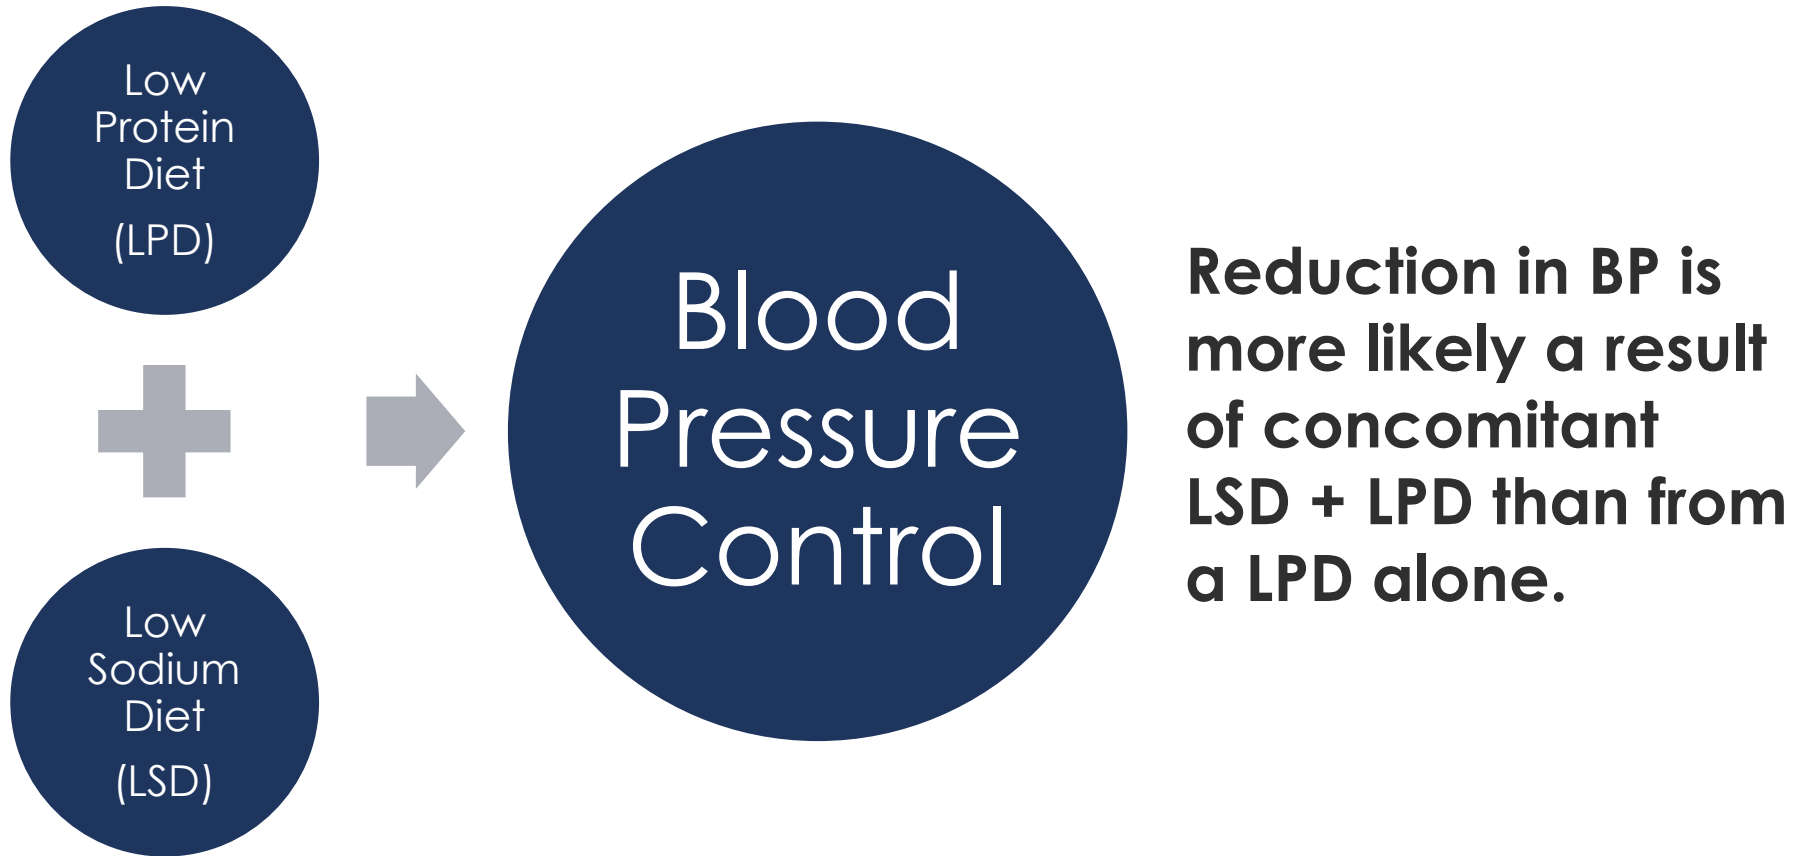 Low
Protein
Diet
(LPD)
Low
Sodium
Diet
(LSD)
Blood
Pressure
Control
Reduction in BP is
more likely a result
of concomitant
LSD + LPD than from
a LPD alone.